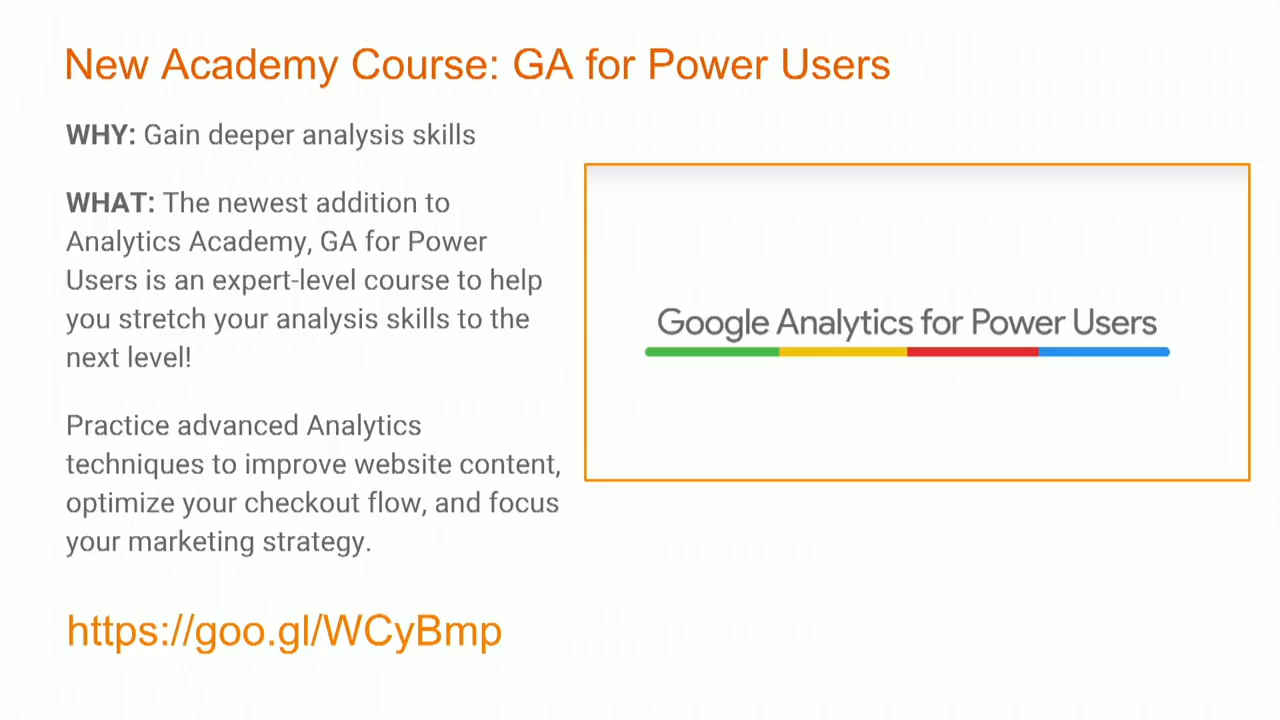 New Academy Course: GA for Power Users
WHY: Gain deeper analysis skills
WHAT: The newest addition to
Analytics Academy, GA for Power
Users is an expert-level course to help
you stretch your analysis skills to the
next level!
Practice advanced Analytics
techniques to improve website content,
optimize your checkout flow, and focus
your marketing strategy.
https://goo.gl/WCyBmp
Google Analytics for Power Users